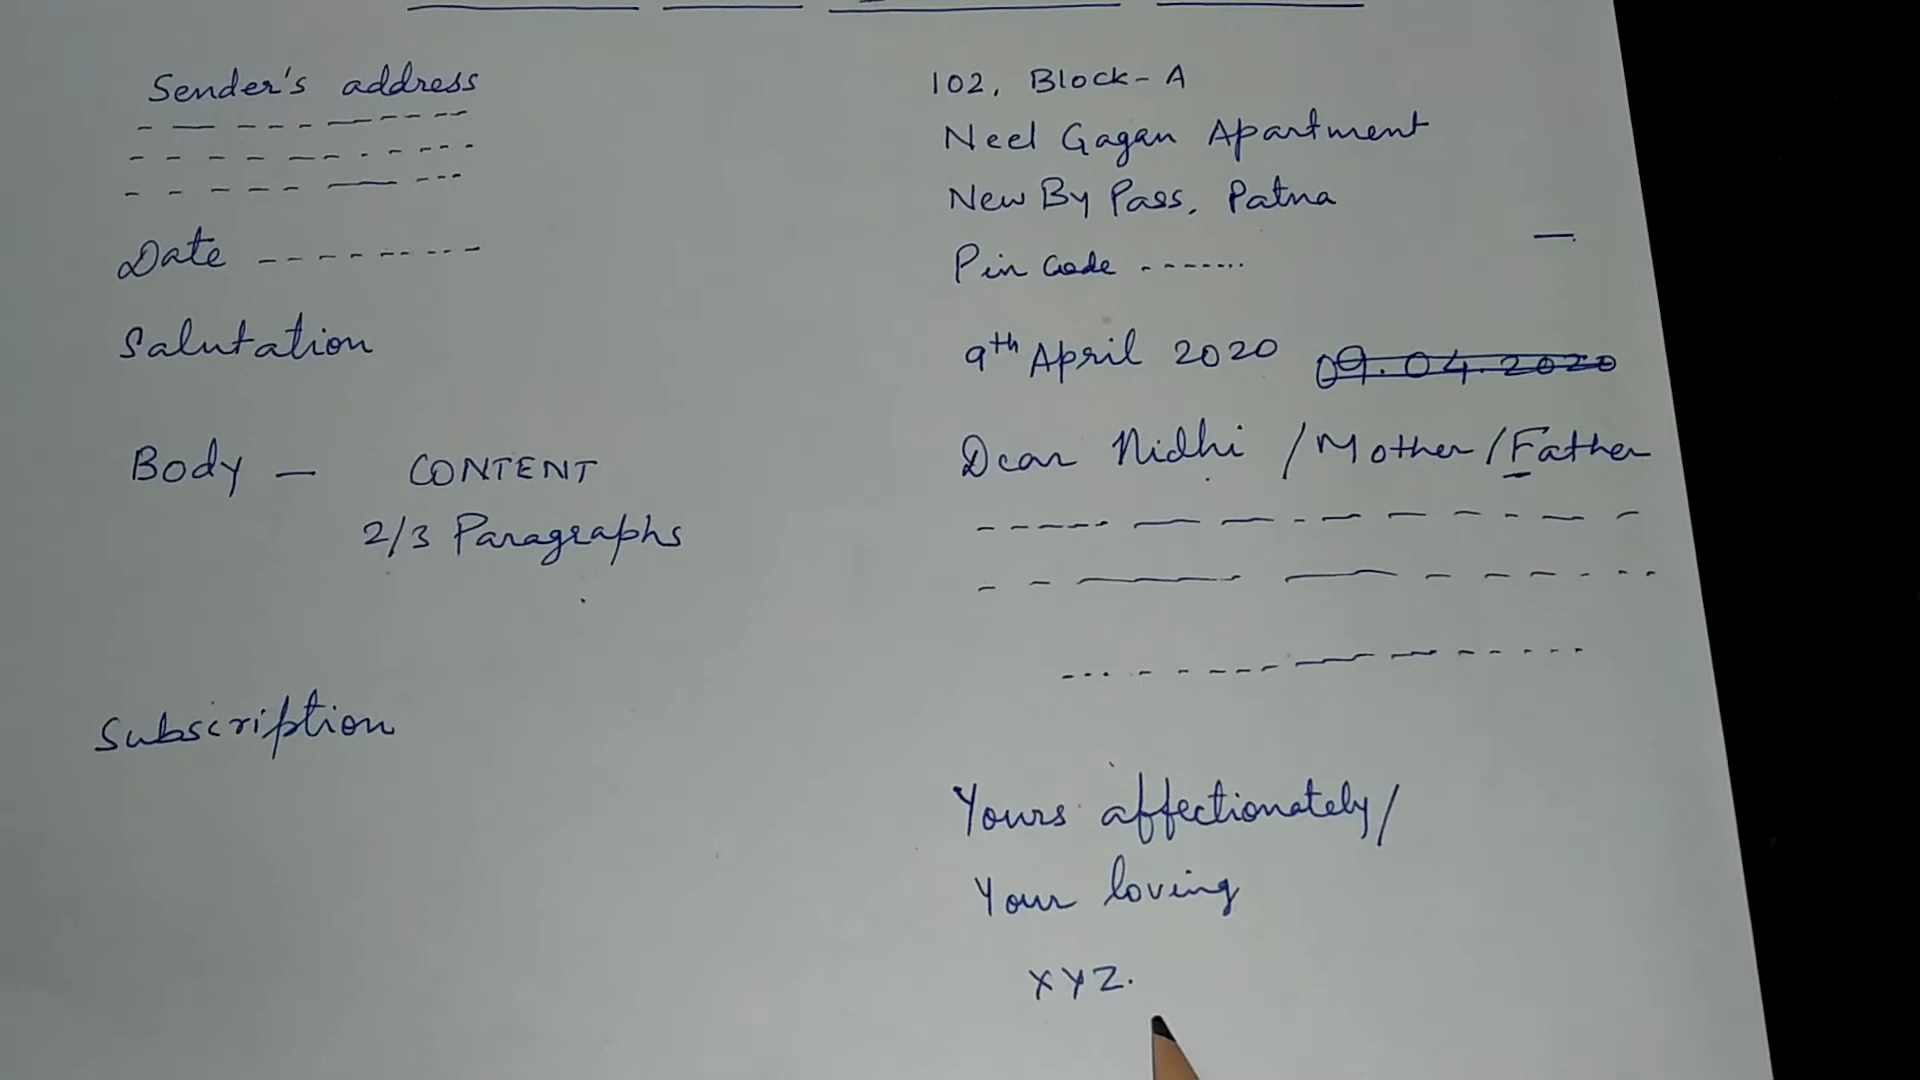 Sender's address
Date ---------
Salutation
Body - CONTENT
2/3 Paragraphs
Subscription
102, Block-A
Neel Gagan Apartment
New By Pass, Patna
Pin Code -------
9th April 2020 09.04.2020
Dear Nidhi / Mother / Father
Yours affectionately/
Your loving
XYZ.